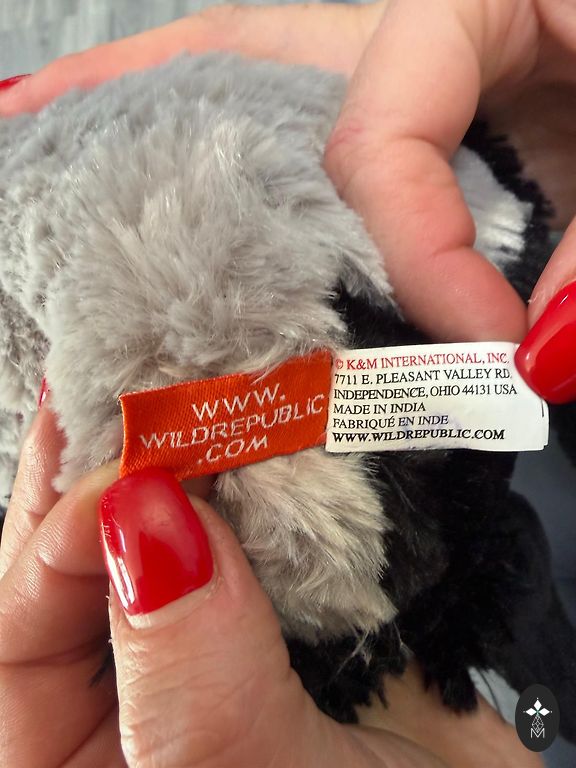 WWW.
WILDREPUBLIC
.COM
© K&M INTERNATIONAL, INC.
7711 E. PLEASANT VALLEY RD.
INDEPENDENCE, OHIO 44131 USA
MADE IN INDIA
FABRIQUÉ EN INDE
WWW.WILDREPUBLIC.COM
M